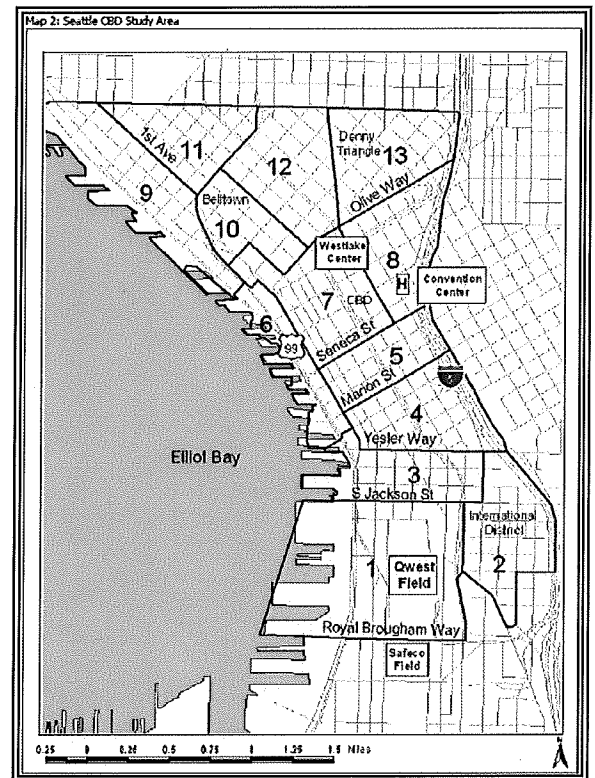 Map 2: Seattle CBD Study Area
1st Ave
11
12
Denny
Triangle
13
Olive Way
9
Belltown
10
Westlake
Center
8
H
Convention
Center
7
CBD
6
99
Seneca St
5
Marion St
4
Yesler Way
Elliot Bay
3
S Jackson St
International
District
1
Qwest
Field
2
Royal Brougham Way
Safeco
Field
0.25 0 0.25 0.5 0.75 1 1.25 1.5 Miles